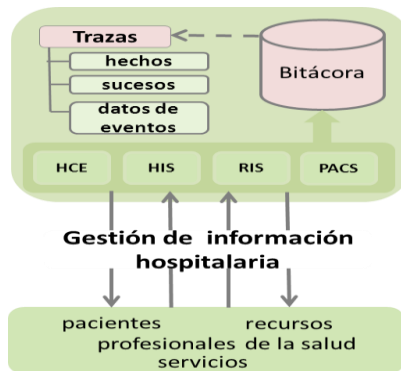 Trazas
hechos
sucesos
datos de
eventos
Bitácora
HCE
HIS
RIS
PACS
Gestión de información
hospitalaria
pacientes recursos
profesionales de la salud
servicios